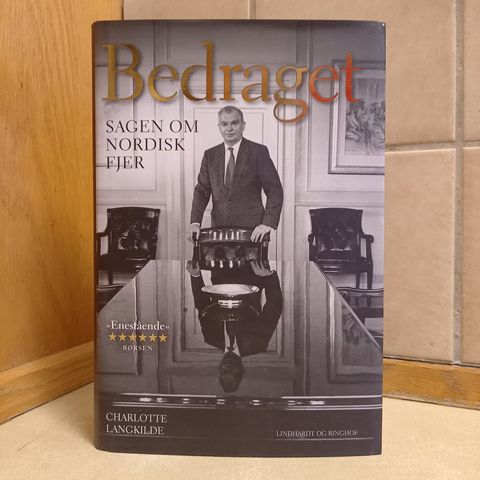 Bedraget
SAGEN OM
NORDISK
FJER
»Enestående«
★★★★★★
BØRSEN
CHARLOTTE
LANGKILDE
LINDHARDT OG RINGHOF